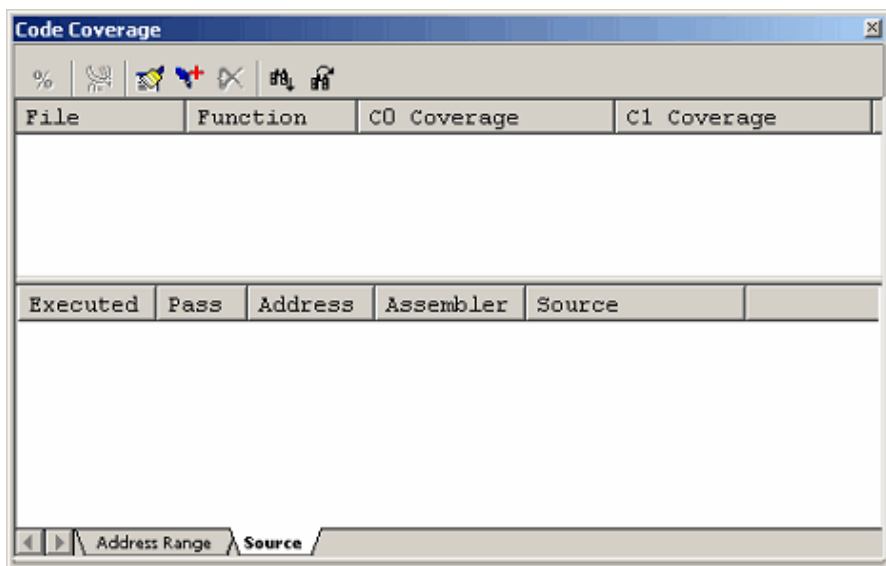 Code Coverage
%
File Function C0 Coverage C1 Coverage
Executed Pass Address Assembler Source
Address Range Source